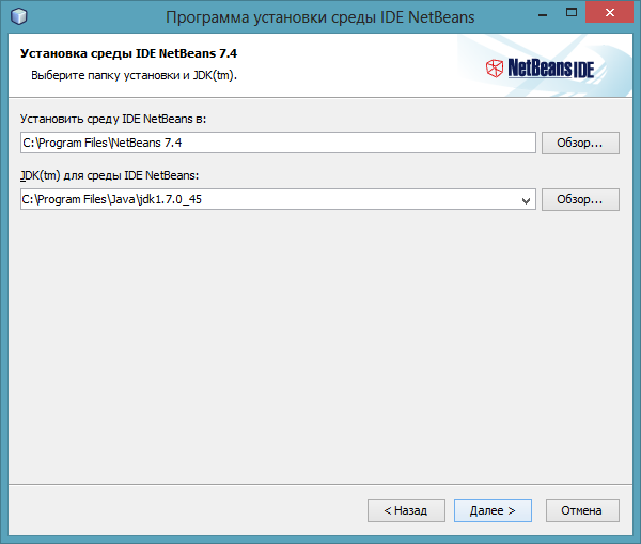 Программа установки среды IDE NetBeans
Установка среды IDE NetBeans 7.4
Выберите папку установки и JDK(tm).
NetBeans IDE
Установить среду IDE NetBeans в:
C:\Program Files\NetBeans 7.4
Обзор...
JDK(tm) для среды IDE NetBeans:
C:\Program Files\Java\jdk1.7.0_45
Обзор...
< Назад
Далее >
Отмена